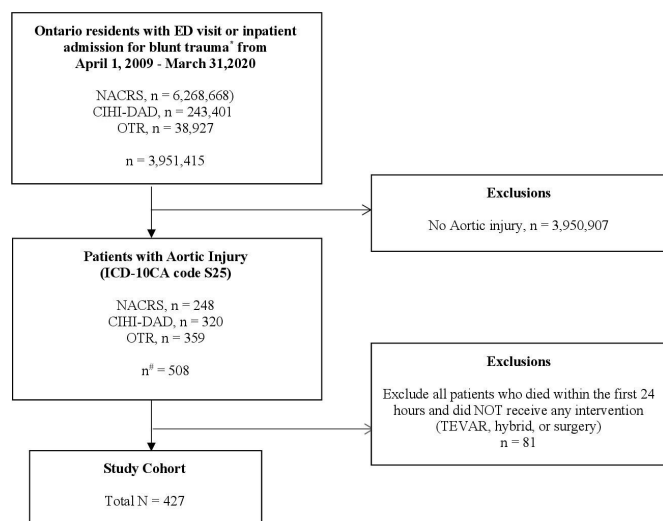 Ontario residents with ED visit or inpatient
admission for blunt trauma* from
April 1, 2009 - March 31,2020
NACRS, n = 6,268,668)
CIHI-DAD, n = 243,401
OTR, n = 38,927
n = 3,951,415
Exclusions
No Aortic injury, n = 3,950,907
Patients with Aortic Injury
(ICD-10CA code S25)
NACRS, n = 248
CIHI-DAD, n = 320
OTR, n = 359
n# = 508
Exclusions
Exclude all patients who died within the first 24
hours and did NOT receive any intervention
(TEVAR, hybrid, or surgery)
n = 81
Study Cohort
Total N = 427